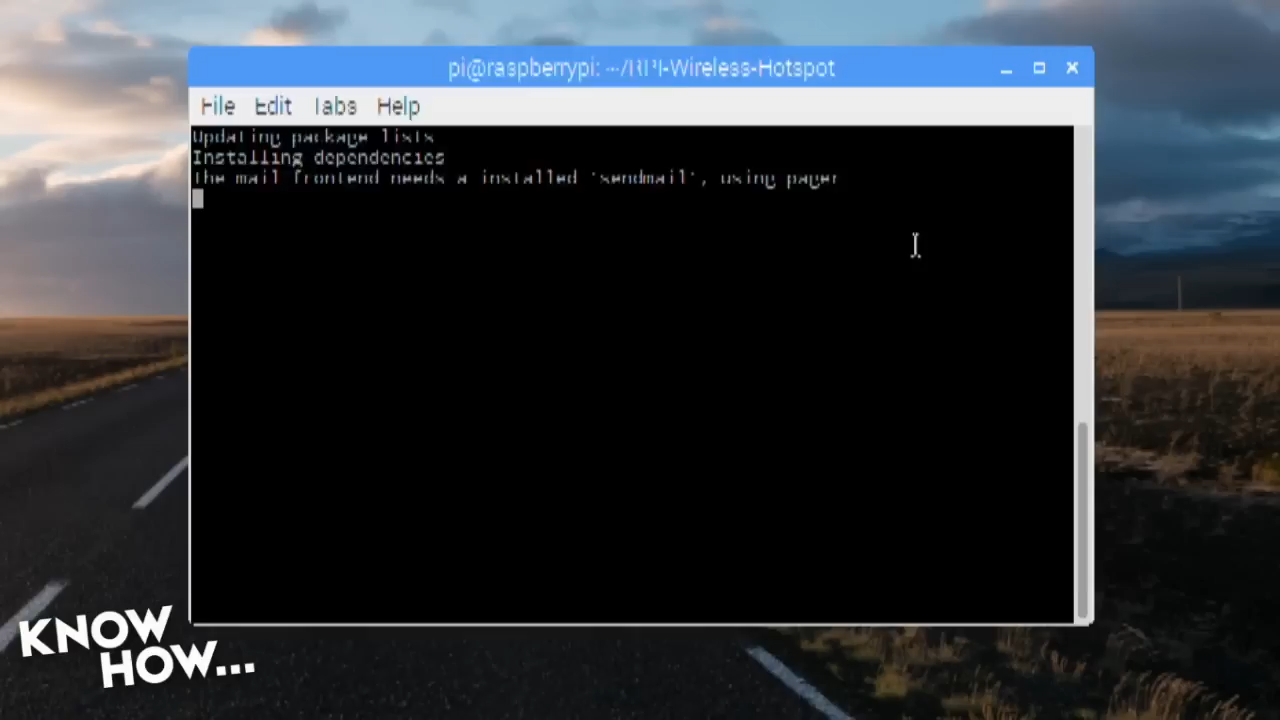 pi@raspberrypi: ~/RPI-Wireless-Hotspot
File Edit Tabs Help
Updating package lists
Installing dependencies
the mail frontend needs a installed 'sendmail', using pager
KNOW
HOW...